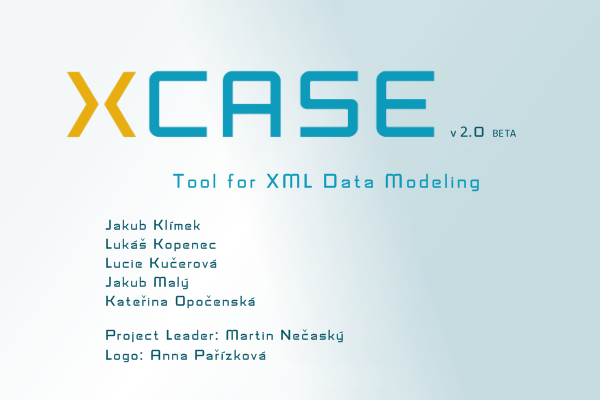 XCASE v 2.0 BETA
Tool for XML Data Modeling
Jakub Klímek
Lukáš Kopenec
Lucie Kučerová
Jakub Malý
Kateřina Opočenská
Project Leader: Martin Nečaský
Logo: Anna Pařízková